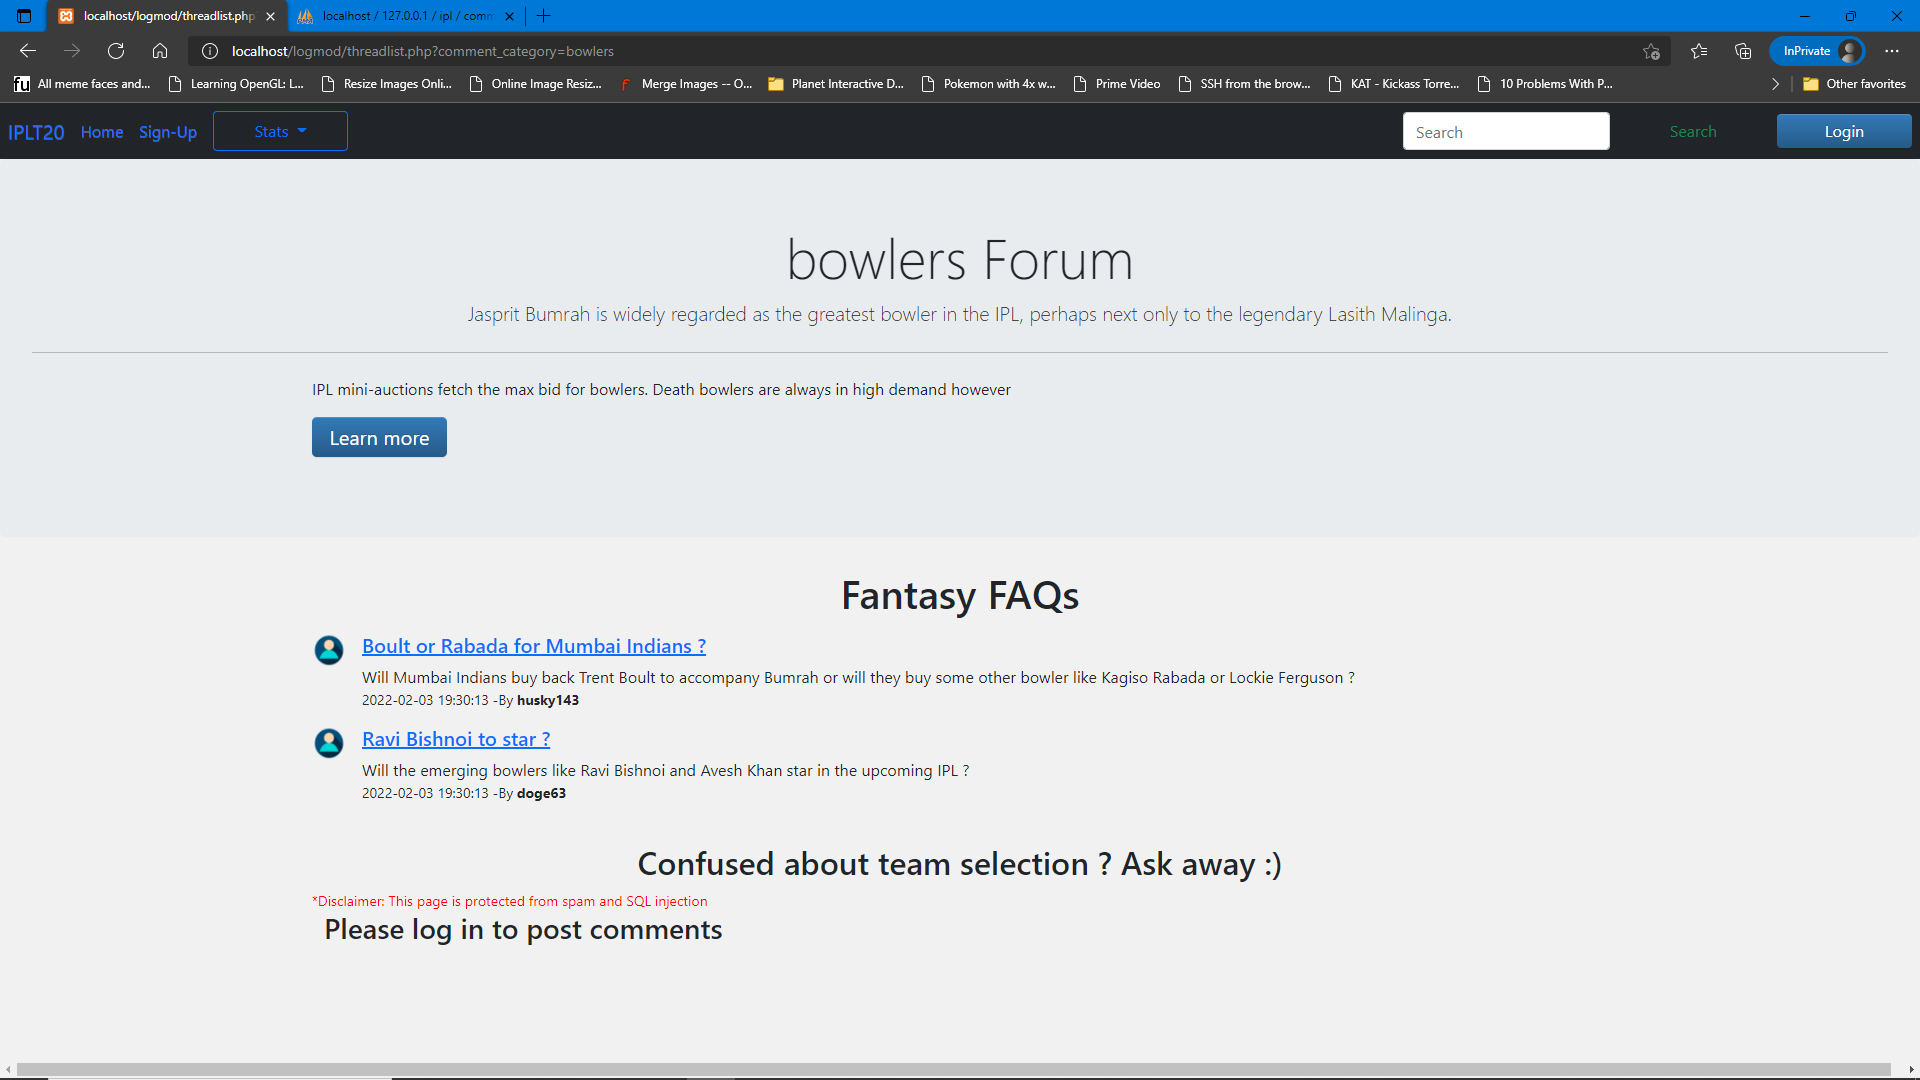 localhost/logmod/threadlist.php
localhost / 127.0.0.1 / ipl / comm
localhost/logmod/threadlist.php?comment_category=bowlers
InPrivate
All meme faces and...
Learning OpenGL: L...
Resize Images Onli...
Online Image Resiz...
Merge Images -- O...
Planet Interactive D...
Pokemon with 4x w...
Prime Video
SSH from the brow...
KAT - Kickass Torre...
10 Problems With P...
Other favorites
IPLT20 Home Sign-Up Stats Search Search Login
bowlers Forum
Jasprit Bumrah is widely regarded as the greatest bowler in the IPL, perhaps next only to the legendary Lasith Malinga.
IPL mini-auctions fetch the max bid for bowlers. Death bowlers are always in high demand however
Learn more
Fantasy FAQs
Boult or Rabada for Mumbai Indians ?
Will Mumbai Indians buy back Trent Boult to accompany Bumrah or will they buy some other bowler like Kagiso Rabada or Lockie Ferguson ?
2022-02-03 19:30:13 -By husky143
Ravi Bishnoi to star ?
Will the emerging bowlers like Ravi Bishnoi and Avesh Khan star in the upcoming IPL ?
2022-02-03 19:30:13 -By doge63
Confused about team selection ? Ask away :)
*Disclaimer: This page is protected from spam and SQL injection
Please log in to post comments